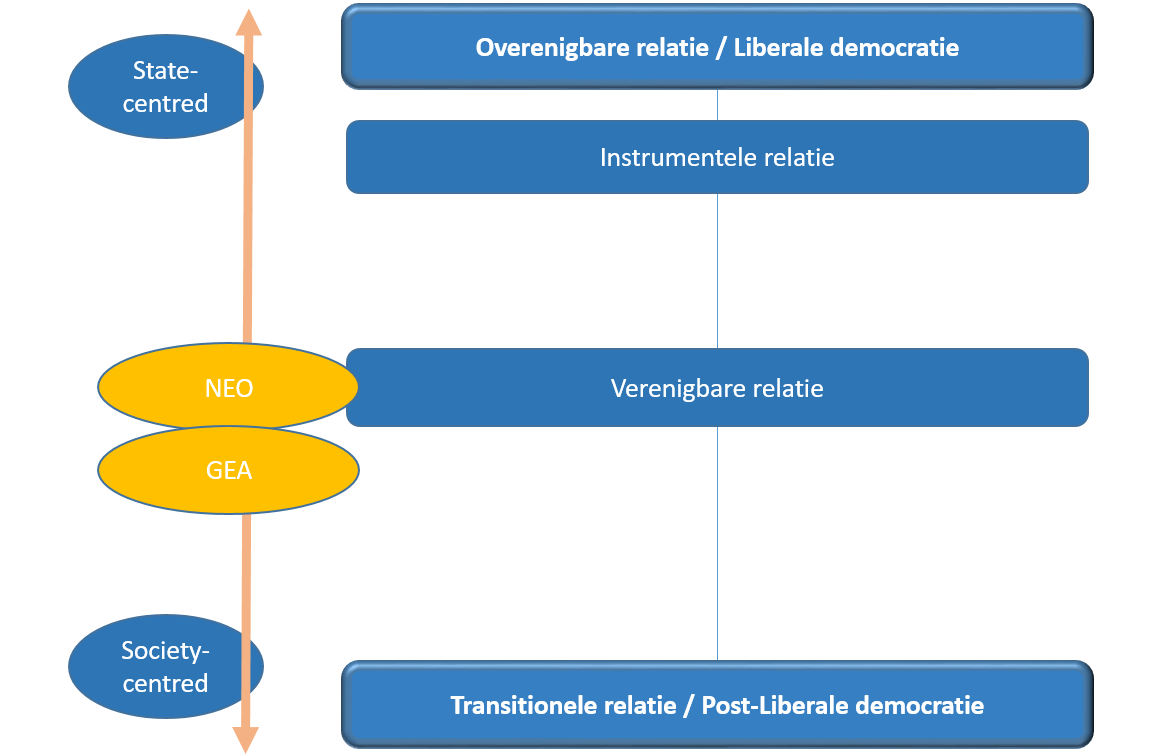 State-
centred
Overenigbare relatie / Liberale democratie
Instrumentele relatie
NEO
Verenigbare relatie
GEA
Society-
centred
Transitionele relatie / Post-Liberale democratie